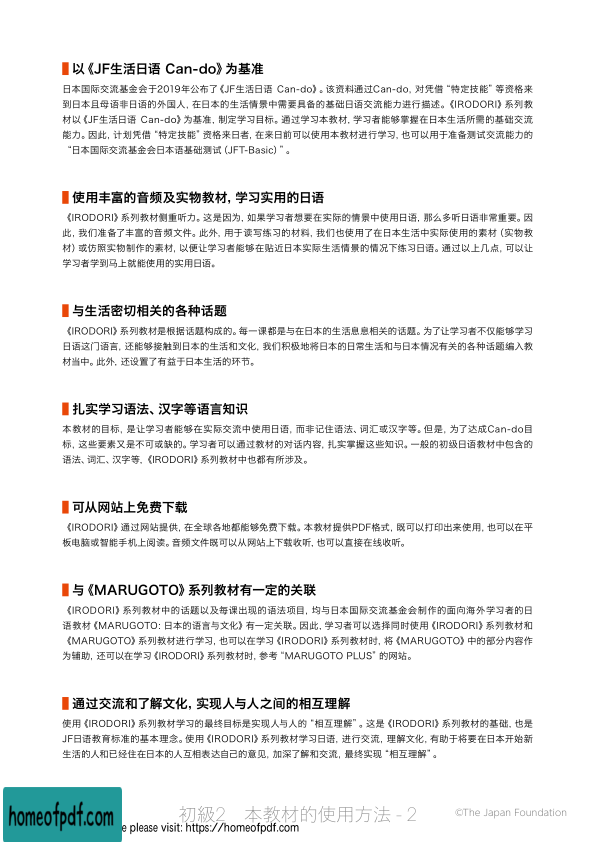 以《JF生活日语 Can-do》为基准
日本国际交流基金会于2019年公布了《JF生活日语 Can-do》。该资料通过Can-do, 对凭借“特定技能”等资格来
到日本且母语非日语的外国人, 在日本的生活情景中需要具备的基础日语交流能力进行描述。《IRODORI》系列教
材以《JF生活日语 Can-do》为基准, 制定学习目标。通过学习本教材, 学习者能够掌握在日本生活所需的基础交流
能力。因此, 计划凭借“特定技能”资格来日者, 在来日前可以使用本教材进行学习, 也可以用于准备测试交流能力的
“日本国际交流基金会日本语基础测试 (JFT-Basic)”。
使用丰富的音频及实物教材, 学习实用的日语
《IRODORI》系列教材侧重听力。这是因为, 如果学习者想要在实际的情景中使用日语, 那么多听日语非常重要。因
此, 我们准备了丰富的音频文件。此外, 用于读写练习的材料, 我们也使用了在日本生活中实际使用的素材 (实物教
材) 或仿照实物制作的素材, 以便让学习者能够在贴近日本实际生活情景的情况下练习日语。通过以上几点, 可以让
学习者学到马上就能使用的实用日语。
与生活密切相关的各种话题
《IRODORI》系列教材是根据话题构成的。每一课都是与在日本的生活息息相关的话题。为了让学习者不仅能够学习
日语这门语言, 还能够接触到日本的生活和文化, 我们积极地将日本的日常生活和与日本情况有关的各种话题编入教
材当中。此外, 还设置了有益于日本生活的环节。
扎实学习语法、汉字等语言知识
本教材的目标, 是让学习者能够在实际交流中使用日语, 而非记住语法、词汇或汉字等。但是, 为了达成Can-do目
标, 这些要素又是不可或缺的。学习者可以通过教材的对话内容, 扎实掌握这些知识。一般的初级日语教材中包含的
语法、词汇、汉字等, 《IRODORI》系列教材中也都有所涉及。
可从网站上免费下载
《IRODORI》通过网站提供, 在全球各地都能够免费下载。本教材提供PDF格式, 既可以打印出来使用, 也可以在平
板电脑或智能手机上阅读。音频文件既可以从网站上下载收听, 也可以直接在线收听。
与《MARUGOTO》系列教材有一定的关联
《IRODORI》系列教材中的话题以及每课出现的语法项目, 均与日本国际交流基金会制作的面向海外学习者的日
语教材《MARUGOTO: 日本的语言与文化》有一定关联。因此, 学习者可以选择同时使用《IRODORI》系列教材和
《MARUGOTO》系列教材进行学习, 也可以在学习《IRODORI》系列教材时, 将《MARUGOTO》中的部分内容作
为辅助, 还可以在学习《IRODORI》系列教材时, 参考“MARUGOTO PLUS”的网站。
通过交流和了解文化, 实现人与人之间的相互理解
使用《IRODORI》系列教材学习的最终目标是实现人与人的“相互理解”。这是《IRODORI》系列教材的基础, 也是
JF日语教育标准的基本理念。使用《IRODORI》系列教材学习日语, 进行交流, 理解文化, 有助于将要在日本开始新
生活的人和已经住在日本的人互相表达自己的意见, 加深了解和交流, 最终实现“相互理解”。
初級2 本教材的使用方法 - 2
©The Japan Foundation
homeofpdf.com
e please visit: https://homeofpdf.com